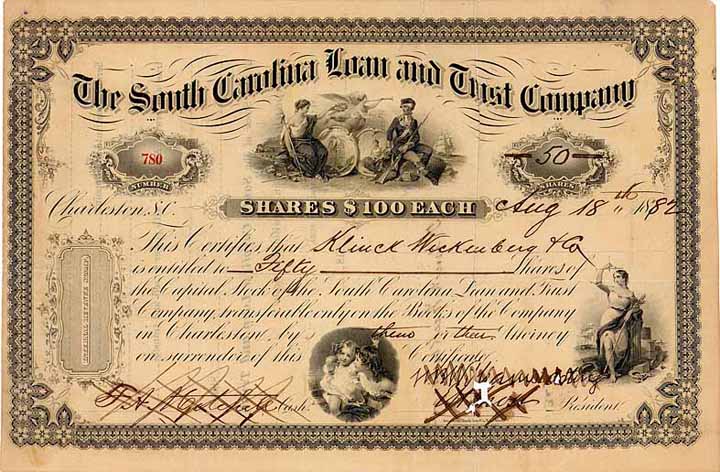 The South Carolina Loan and Trust Company
780
NUMBER
50
SHARES
SHARES $100 EACH
Charleston, S.C. Aug 18th 1882
This Certifies that Klinck Wickenberg & Co
is entitled to Fifty Shares of
the Capital Stock of The South Carolina Loan and Trust
Company, transferable only on the Books of the Company
in Charleston by them or their Attorney
on surrender of this Certificate
Cash.
President